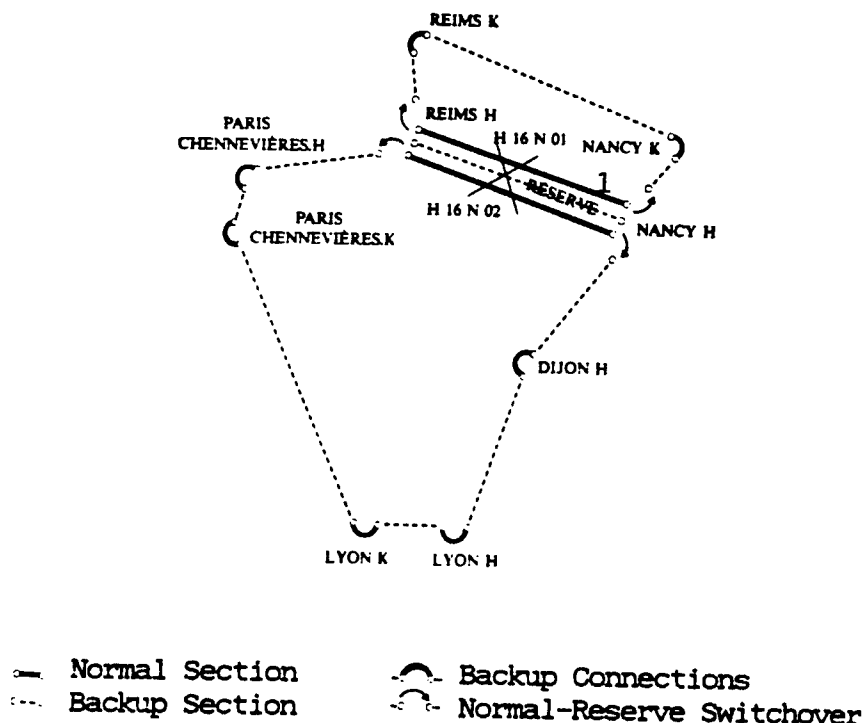 REIMS K
REIMS H
PARIS
CHENNEVIÈRES.H
H 16 N 01
NANCY K
1
RESERVE
H 16 N 02
NANCY H
PARIS
CHENNEVIÈRES.K
DIJON H
LYON K
LYON H
Normal Section
Backup Connections
Backup Section
Normal-Reserve Switchover